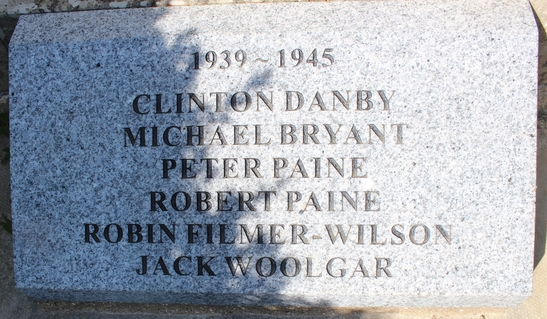 1939 ~ 1945
CLINTON DANBY
MICHAEL BRYANT
PETER PAINE
ROBERT PAINE
ROBIN FILMER-WILSON
JACK WOOLGAR